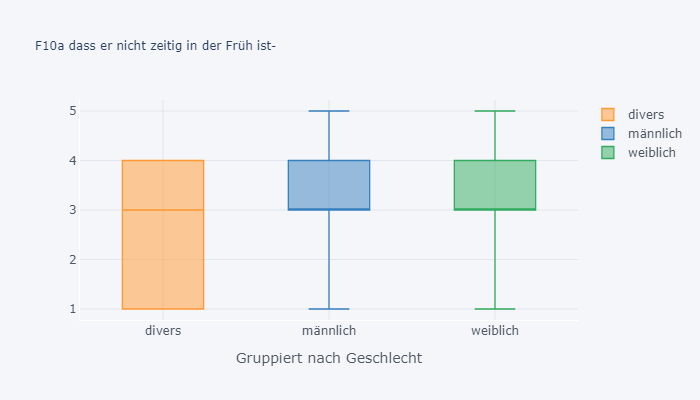 F10a dass er nicht zeitig in der Früh ist-
5
4
3
2
1
divers
männlich
weiblich
divers
männlich
weiblich
Gruppiert nach Geschlecht